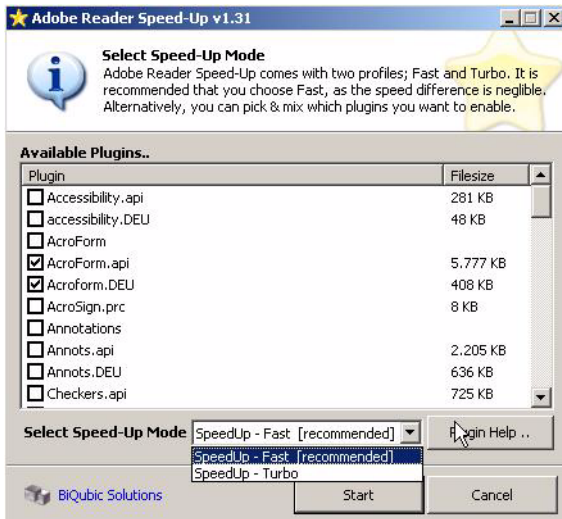 Adobe Reader Speed-Up v1.31
Select Speed-Up Mode
Adobe Reader Speed-Up comes with two profiles; Fast and Turbo. It is
recommended that you choose Fast, as the speed difference is neglible.
Alternatively, you can pick & mix which plugins you want to enable.
Available Plugins..
Plugin Filesize
Accessibility.api 281 KB
accessibility.DEU 48 KB
AcroForm
AcroForm.api 5.777 KB
Acroform.DEU 408 KB
AcroSign.prc 8 KB
Annotations
Annots.api 2.205 KB
Annots.DEU 636 KB
Checkers.api 725 KB
Select Speed-Up Mode SpeedUp - Fast [recommended] Plugin Help ..
SpeedUp - Fast [recommended]
SpeedUp - Turbo
BiQubic Solutions Start Cancel